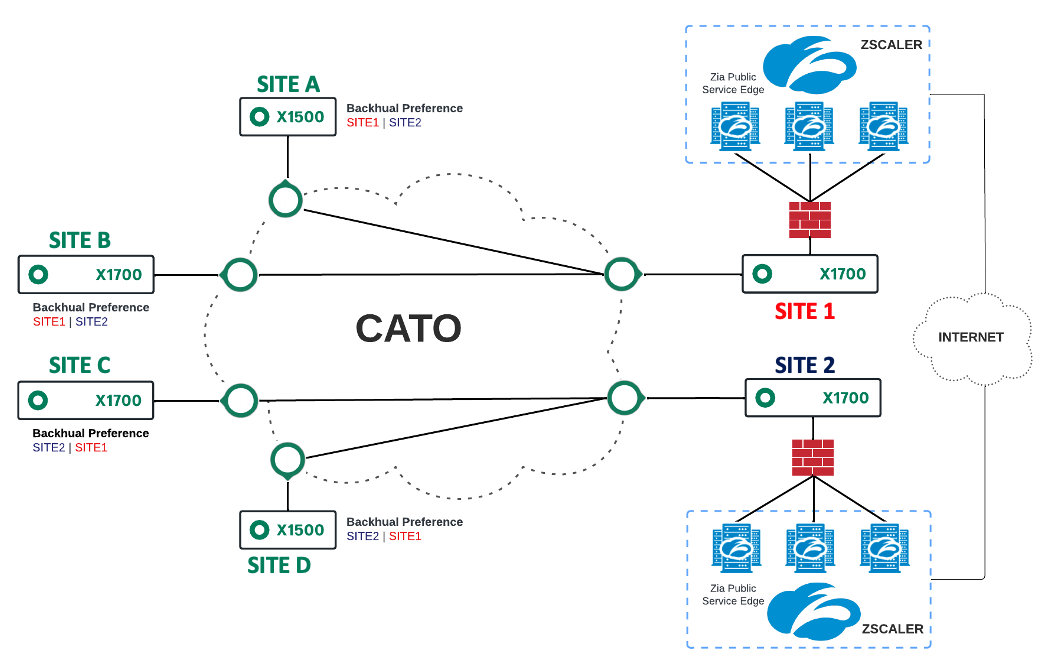 ZSCALER
Zia Public
Service Edge
SITE A
X1500
Backhual Preference
SITE1 | SITE2
SITE B
X1700
Backhual Preference
SITE1 | SITE2
X1700
SITE 1
CATO
INTERNET
SITE C
X1700
Backhual Preference
SITE2 | SITE1
SITE 2
X1700
X1500
Backhual Preference
SITE2 | SITE1
SITE D
Zia Public
Service Edge
ZSCALER